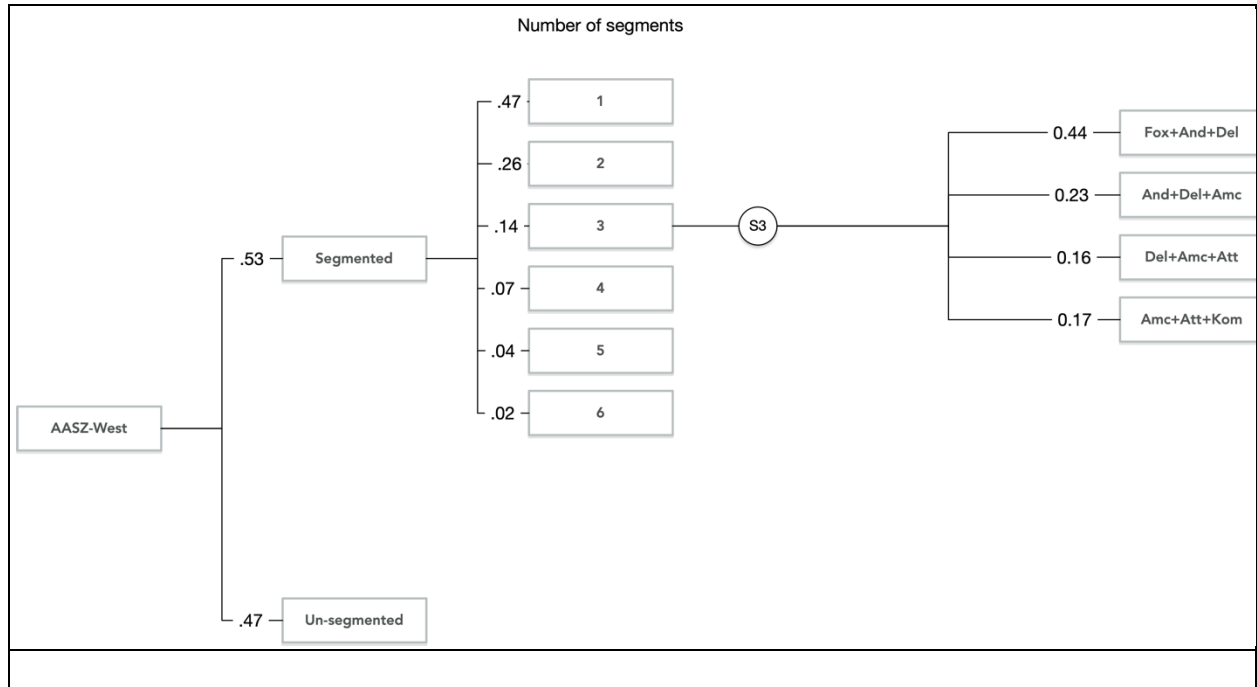 Number of segments
.47
1
.26
2
.14
3
S3
.07
4
.04
5
.02
6
0.44
Fox+And+Del
0.23
And+Del+Amc
0.16
Del+Amc+Att
0.17
Amc+Att+Kom
.53
Segmented
AASZ-West
.47
Un-segmented